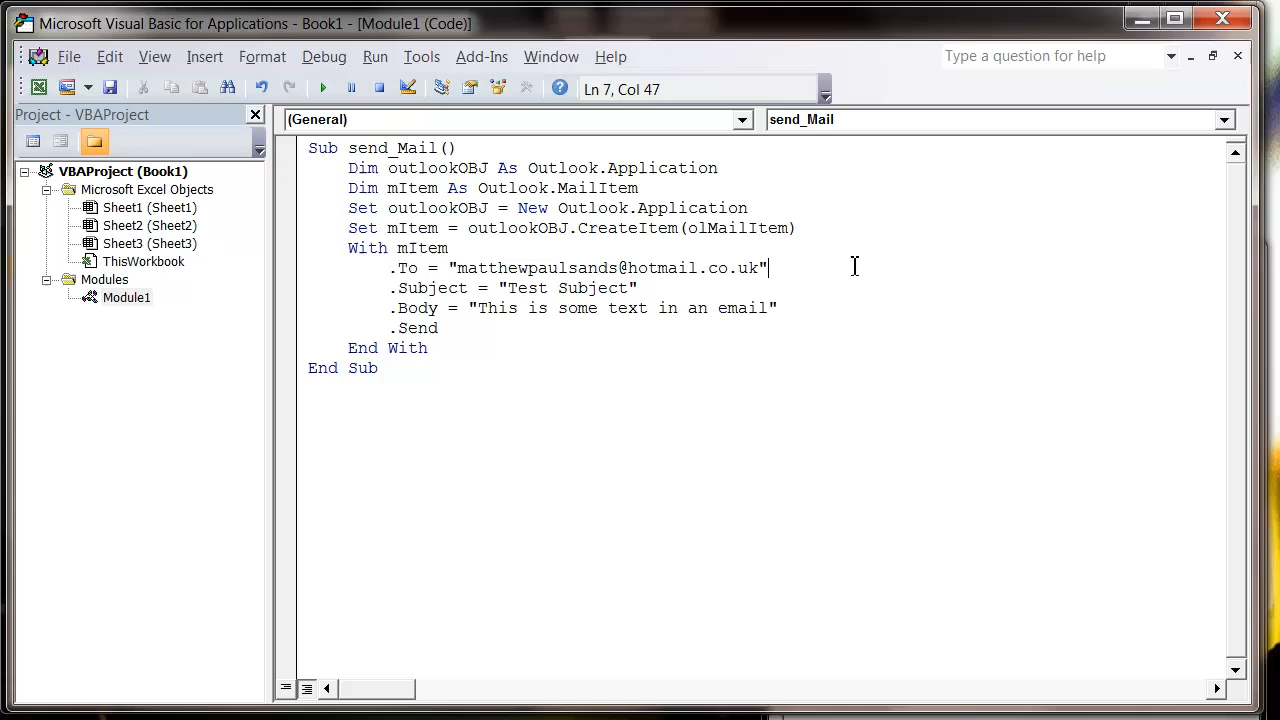 Microsoft Visual Basic for Applications - Book1 - [Module1 (Code)]
File Edit View Insert Format Debug Run Tools Add-Ins Window Help
Type a question for help
Ln 7, Col 47
Project - VBAProject
(General)
send_Mail
VBAProject (Book1)
Microsoft Excel Objects
Sheet1 (Sheet1)
Sheet2 (Sheet2)
Sheet3 (Sheet3)
ThisWorkbook
Modules
Module1
Sub send_Mail()
Dim outlookOBJ As Outlook.Application
Dim mItem As Outlook.MailItem
Set outlookOBJ = New Outlook.Application
Set mItem = outlookOBJ.CreateItem(olMailItem)
With mItem
.To = "matthewpaulsands@hotmail.co.uk"
.Subject = "Test Subject"
.Body = "This is some text in an email"
.Send
End With
End Sub